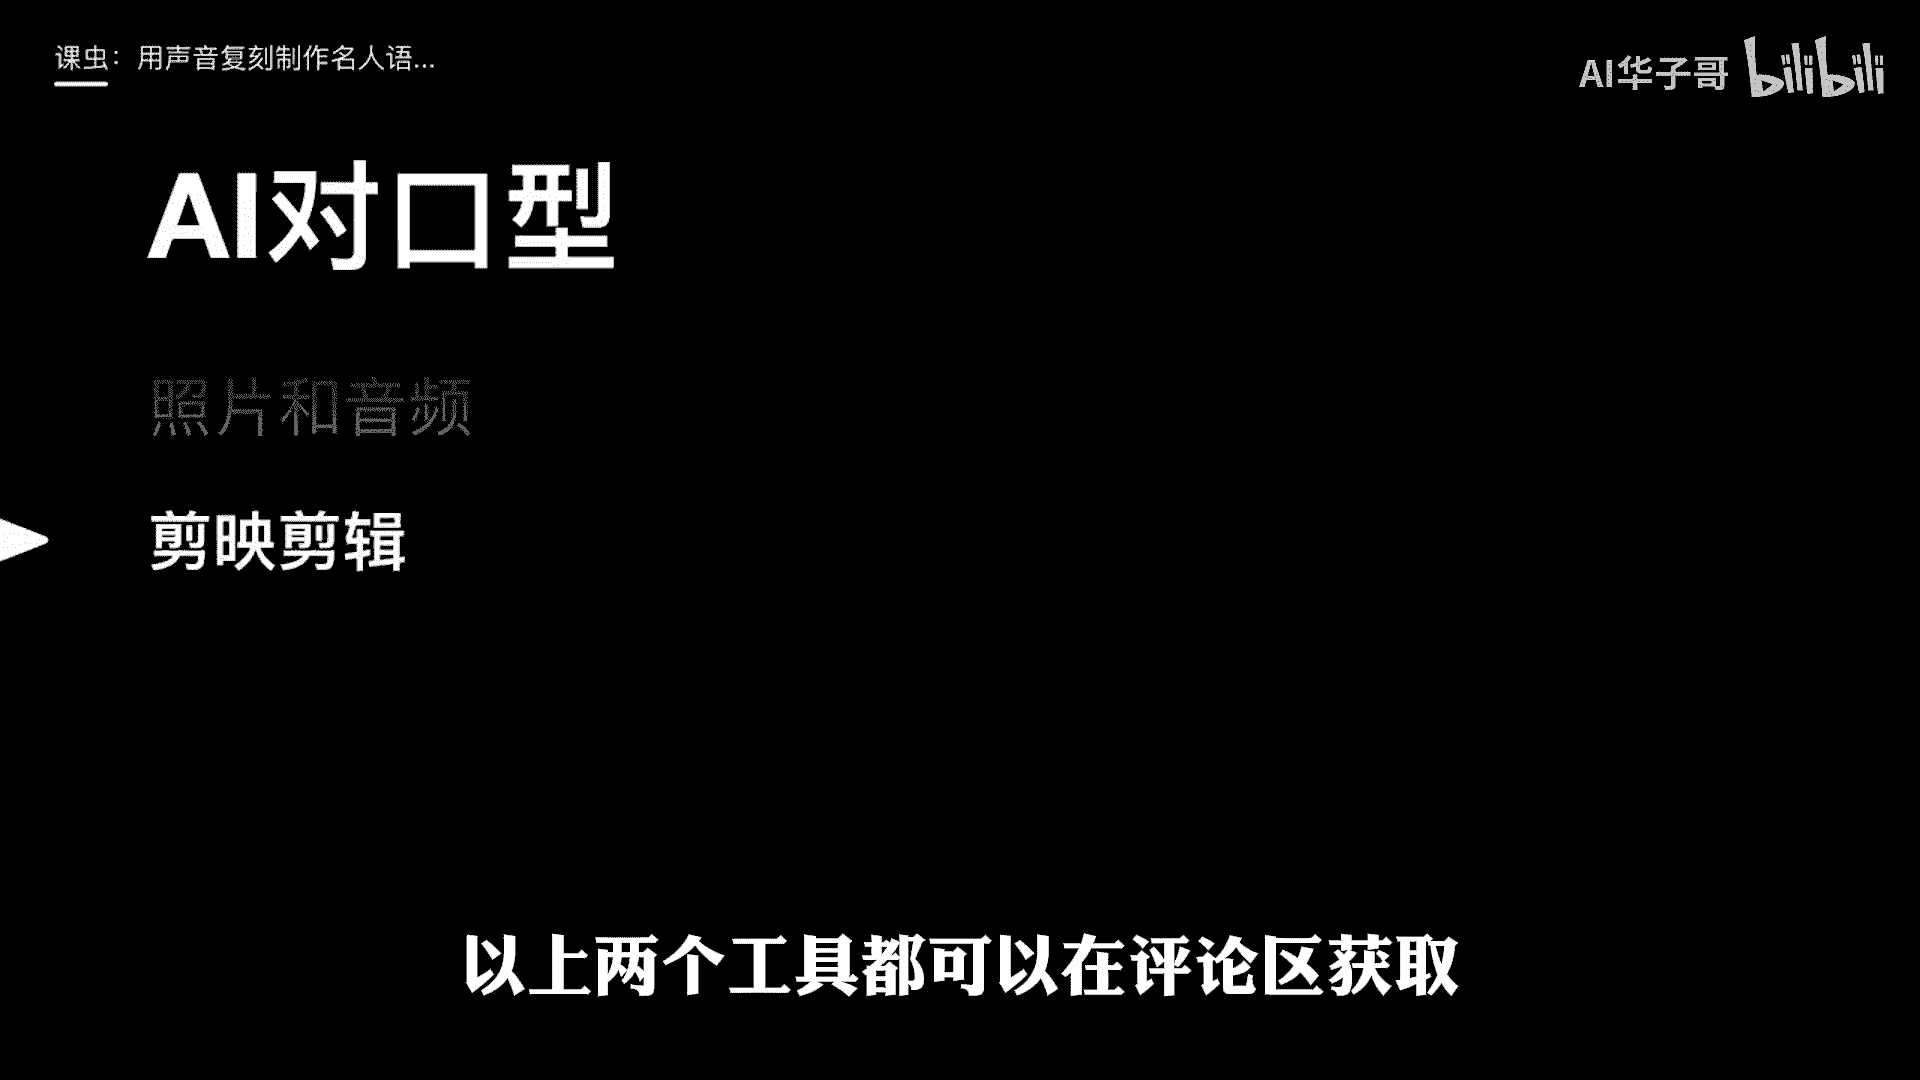 课虫：用声音复刻制作名人语...
AI华子哥 bilibili
AI对口型
照片和音频
剪映剪辑
以上两个工具都可以在评论区获取